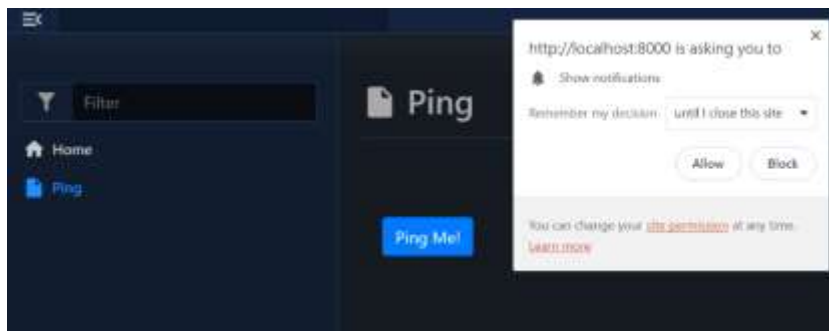 Filter
Home
Ping
Ping
Ping Me!
http://localhost:8000 is asking you to
Show notifications
Remember my decision until I close this site
Allow Block
You can change your site permission at any time.
Learn more